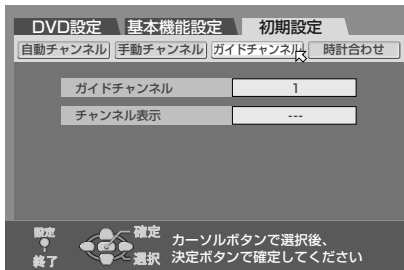 DVD設定 基本機能設定 初期設定
自動チャンネル 手動チャンネル ガイドチャンネル 時計合わせ
ガイドチャンネル 1
チャンネル表示 ---
設定 確定 カーソルボタンで選択後、
終了 選択 決定ボタンで確定してください